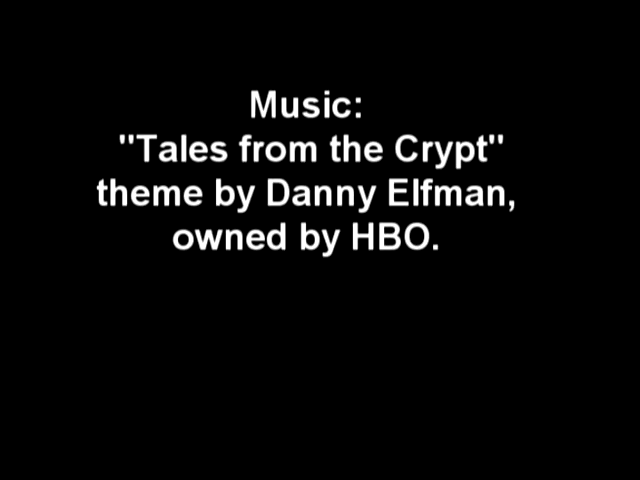 Music:
"Tales from the Crypt"
theme by Danny Elfman,
owned by HBO.